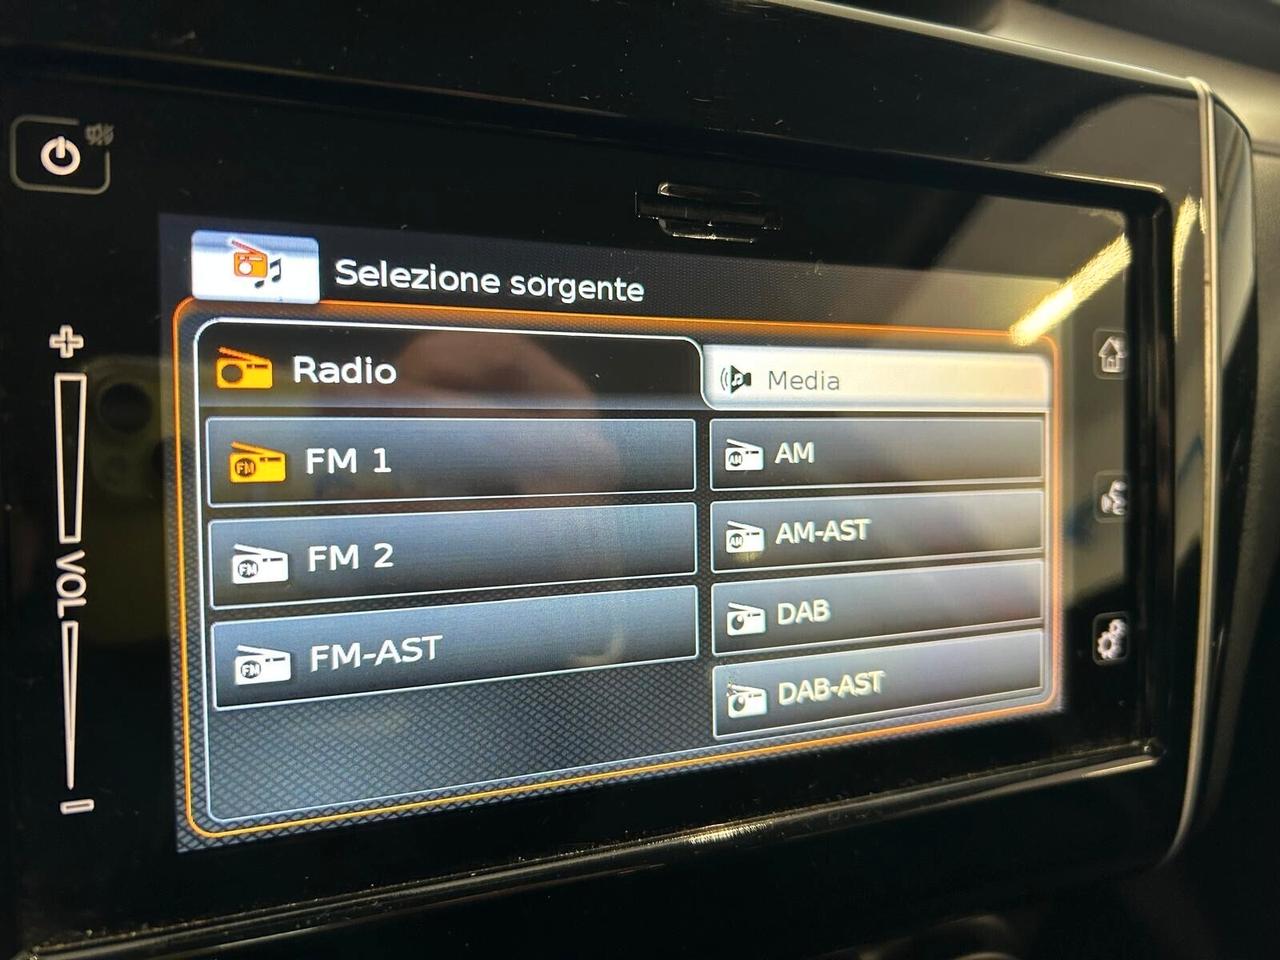 Selezione sorgente
Radio
Media
FM 1
AM
FM 2
AM-AST
FM-AST
DAB
DAB-AST
VOL